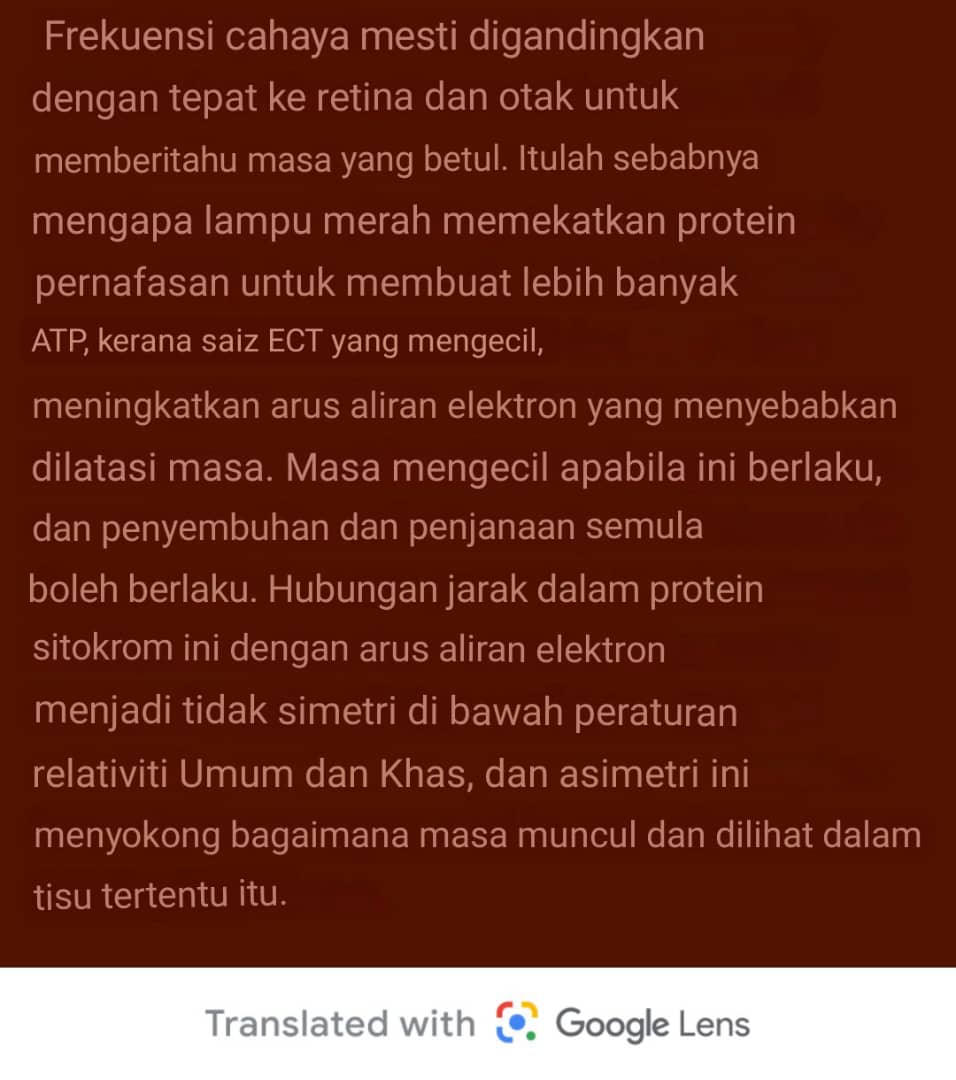 Frekuensi cahaya mesti digandingkan
dengan tepat ke retina dan otak untuk
memberitahu masa yang betul. Itulah sebabnya
mengapa lampu merah memekatkan protein
pernafasan untuk membuat lebih banyak
ATP, kerana saiz ECT yang mengecil,
meningkatkan arus aliran elektron yang menyebabkan
dilatasi masa. Masa mengecil apabila ini berlaku,
dan penyembuhan dan penjanaan semula
boleh berlaku. Hubungan jarak dalam protein
sitokrom ini dengan arus aliran elektron
menjadi tidak simetri di bawah peraturan
relativiti Umum dan Khas, dan asimetri ini
menyokong bagaimana masa muncul dan dilihat dalam
tisu tertentu itu.
Translated with Google Lens